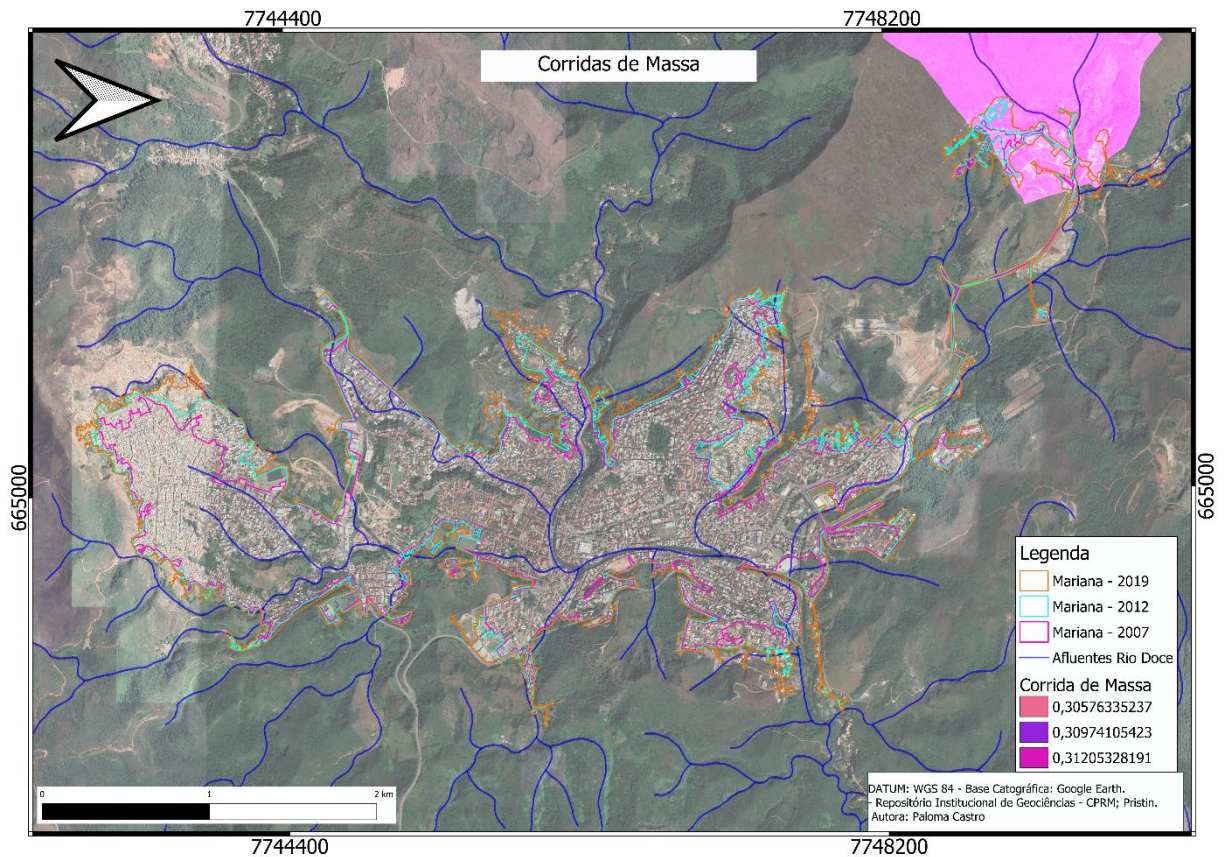 7744400
7748200
Corridas de Massa
665000
665000
Legenda
Mariana - 2019
Mariana - 2012
Mariana - 2007
Afluentes Rio Doce
Corrida de Massa
0,30576335237
0,30974105423
0,31205328191
0 1 2 km
DATUM: WGS 84 - Base Catográfica: Google Earth.
- Repositório Institucional de Geociências - CPRM; Pristin.
Autora: Paloma Castro
7744400
7748200